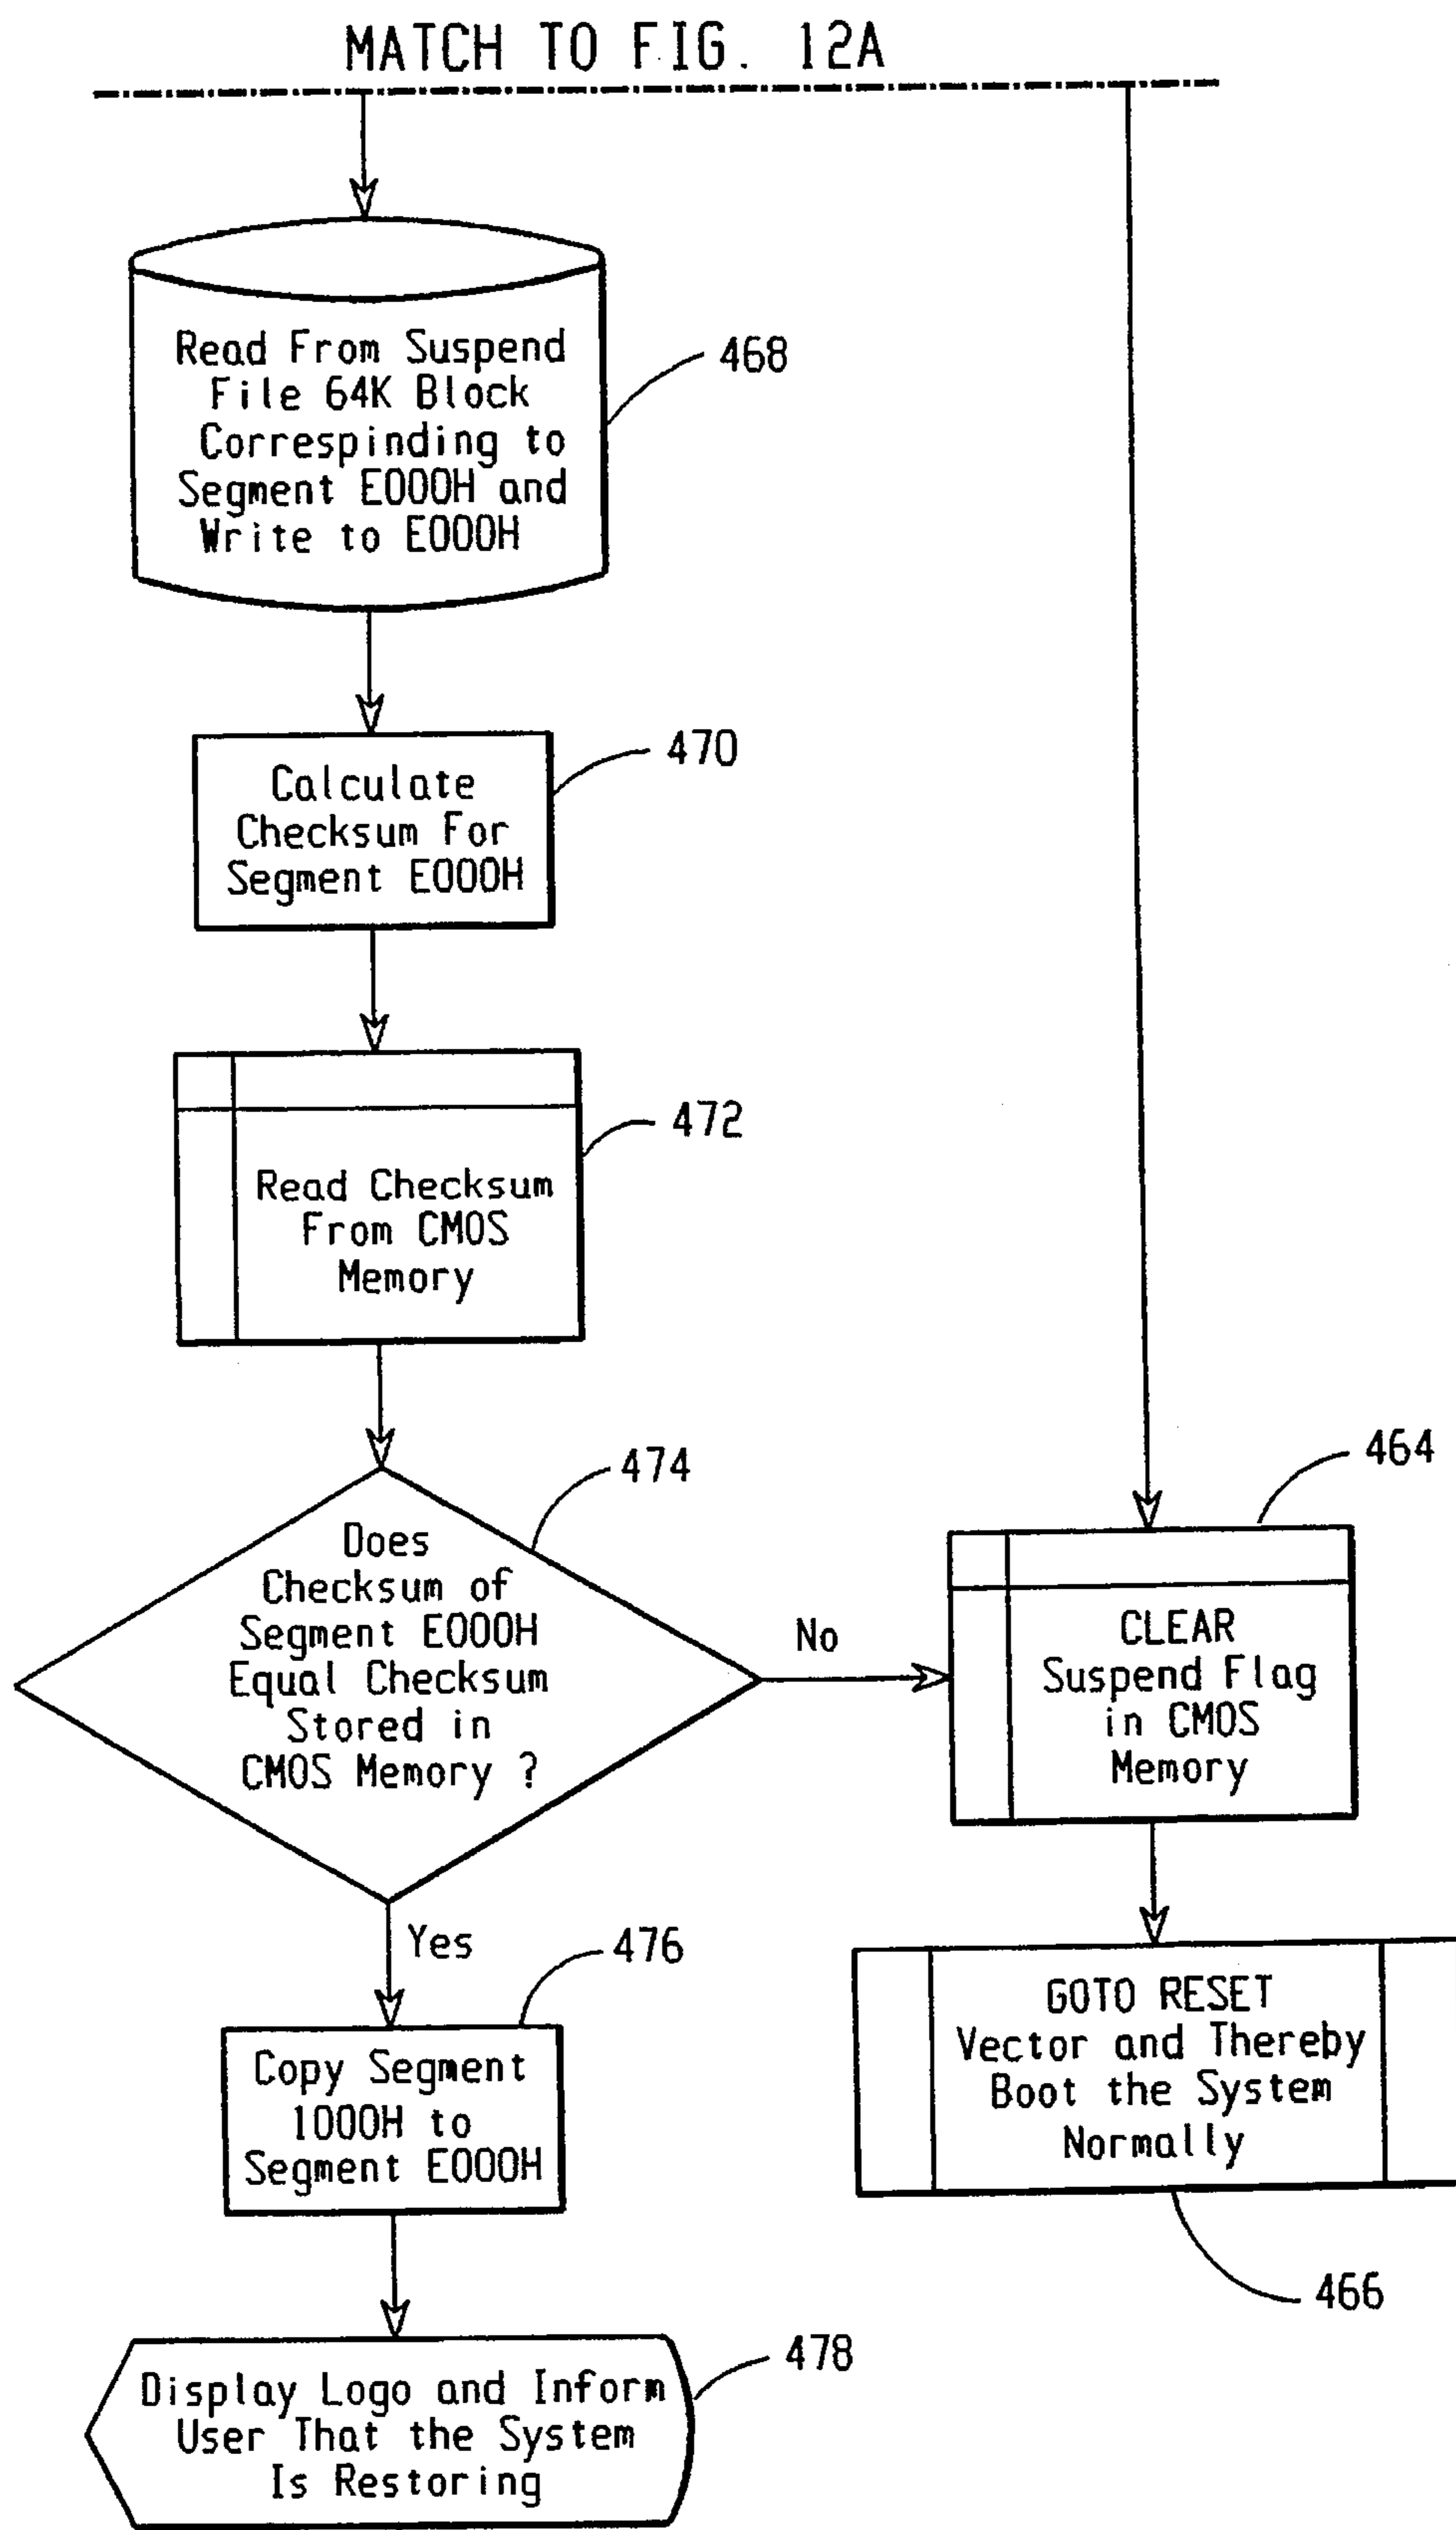 MATCH TO FIG. 12A
Read From Suspend
File 64K Block
Correspinding to
Segment E000H and
Write to E000H
468
Calculate
Checksum For
Segment E000H
470
Read Checksum
From CMOS
Memory
472
Does
Checksum of
Segment E000H
Equal Checksum
Stored in
CMOS Memory ?
474
No
Yes
CLEAR
Suspend Flag
in CMOS
Memory
464
GOTO RESET
Vector and Thereby
Boot the System
Normally
466
Copy Segment
1000H to
Segment E000H
476
Display Logo and Inform
User That the System
Is Restoring
478